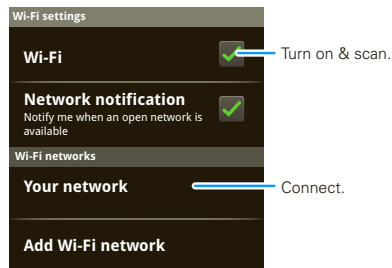 Wi-Fi settings
Wi-Fi
Turn on & scan.
Network notification
Notify me when an open network is
available
Wi-Fi networks
Your network
Connect.
Add Wi-Fi network